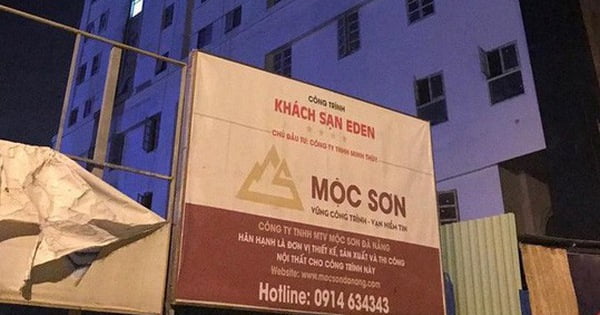 CÔNG TRÌNH
KHÁCH SẠN EDEN
CHỦ ĐẦU TƯ: CÔNG TY TNHH MINH THỦY
MỘC SƠN
VỮNG CÔNG TRÌNH - VẠN NIỀM TIN
CÔNG TY TNHH MTV MỘC SƠN ĐÀ NẴNG
HÂN HẠNH LÀ ĐƠN VỊ THIẾT KẾ, SẢN XUẤT VÀ THI CÔNG
NỘI THẤT CHO CÔNG TRÌNH NÀY
Website: www.mocsondanang.com
Hotline: 0914 634343